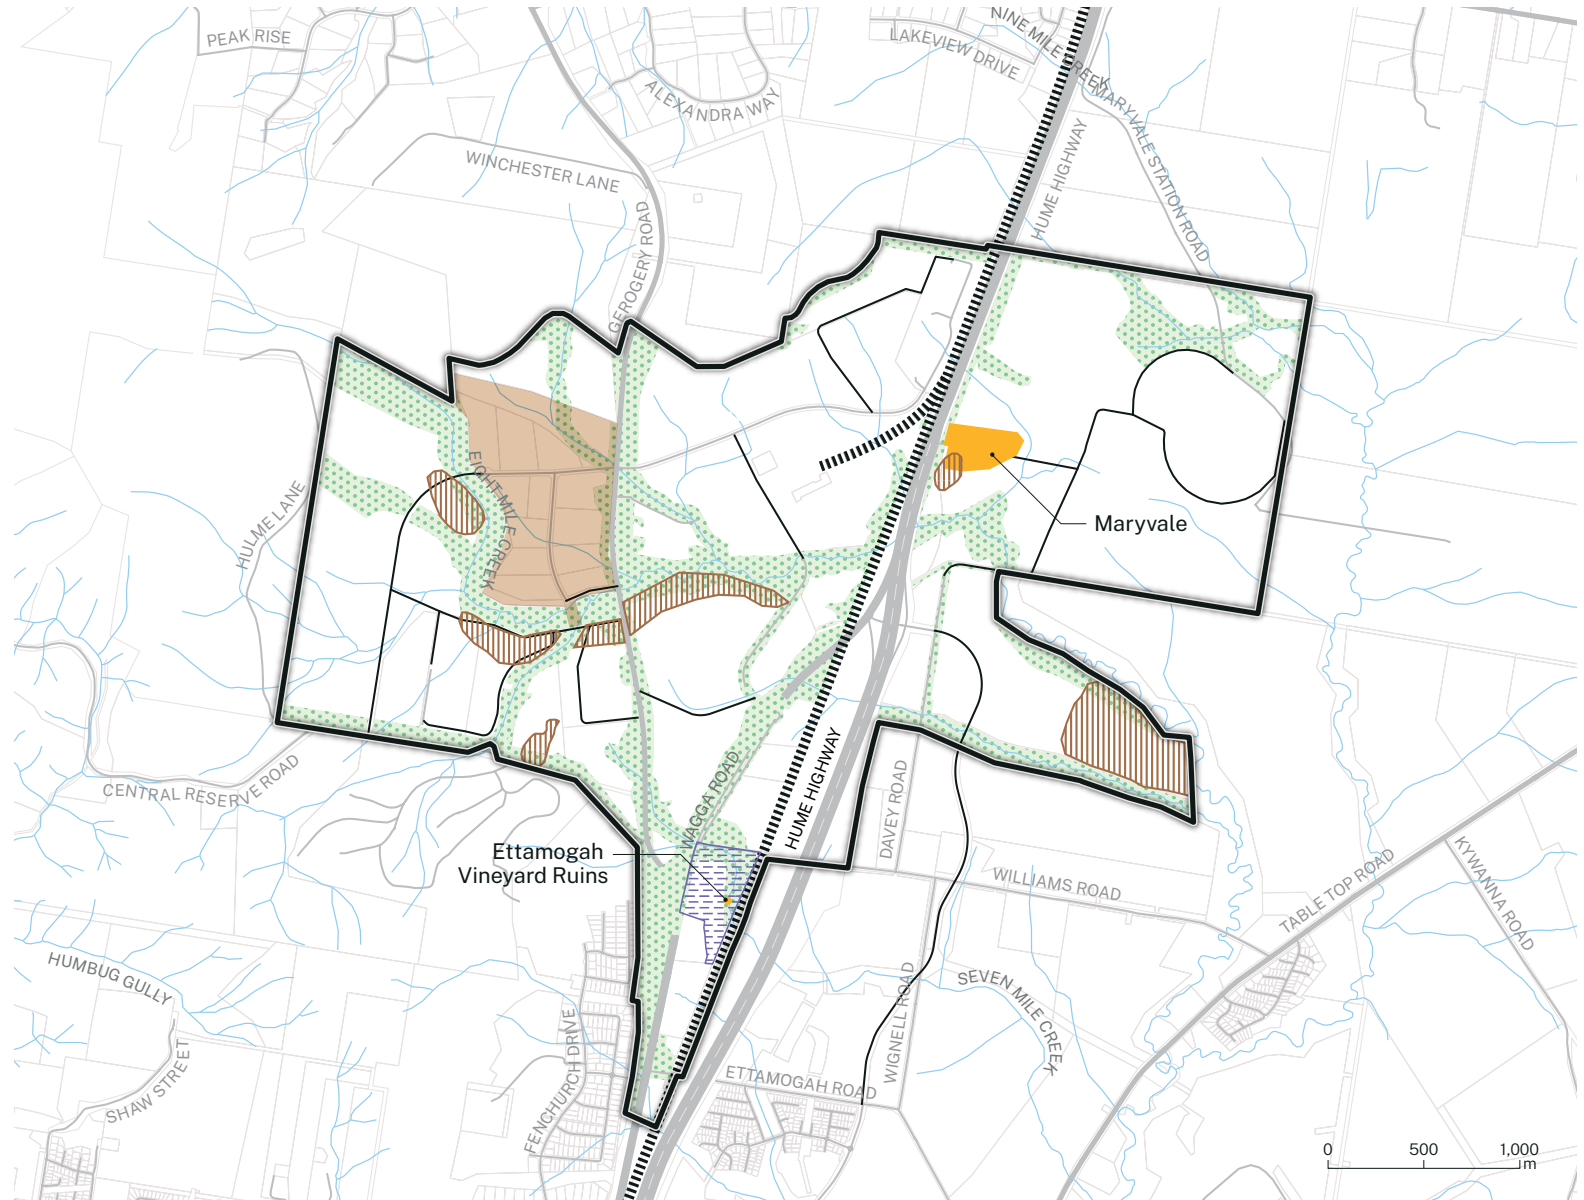 PEAK RISE
NINE MILE CREEK
LAKEVIEW DRIVE
ALEXANDRA WAY
MARYVALE STATION ROAD
HUME HIGHWAY
WINCHESTER LANE
GEROGERY ROAD
EIGHT MILE CREEK
HULME LANE
Maryvale
CENTRAL RESERVE ROAD
WAGGA ROAD
HUME HIGHWAY
DAVEY ROAD
Ettamogah
Vineyard Ruins
WILLIAMS ROAD
TABLE TOP ROAD
KYWANNA ROAD
HUMBUG GULLY
SEVEN MILE CREEK
WIGNELL ROAD
FENCHURCH DRIVE
SHAW STREET
ETTAMOGAH ROAD
0 500 1,000
m